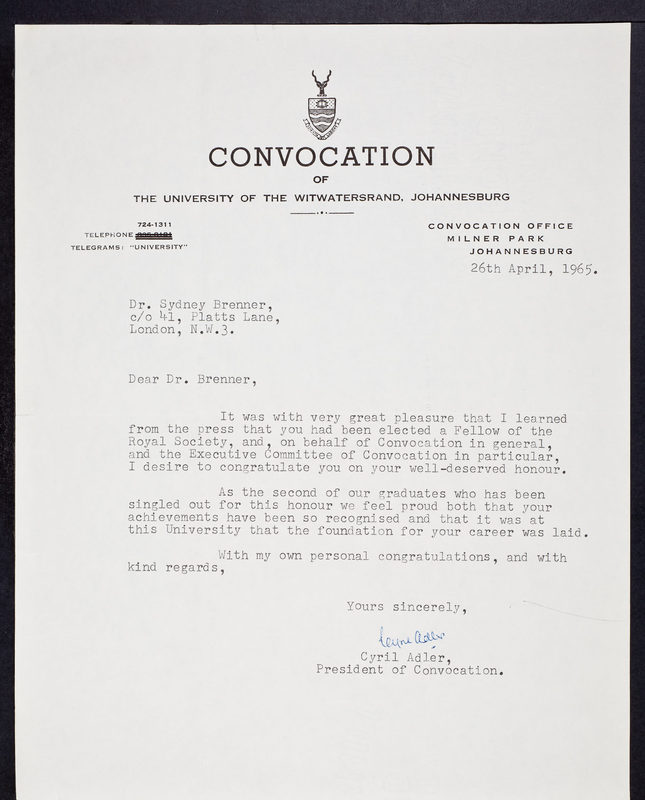 CONVOCATION
OF
THE UNIVERSITY OF THE WITWATERSRAND, JOHANNESBURG
724-1311
TELEPHONE
TELEGRAMS: "UNIVERSITY"
CONVOCATION OFFICE
MILNER PARK
JOHANNESBURG
26th April, 1965.
Dr. Sydney Brenner,
c/o 41, Platts Lane,
London, N.W.3.
Dear Dr. Brenner,
It was with very great pleasure that I learned
from the press that you had been elected a Fellow of the
Royal Society, and, on behalf of Convocation in general,
and the Executive Committee of Convocation in particular,
I desire to congratulate you on your well-deserved honour.
As the second of our graduates who has been
singled out for this honour we feel proud both that your
achievements have been so recognised and that it was at
this University that the foundation for your career was laid.
With my own personal congratulations, and with
kind regards,
Yours sincerely,
Adler
Cyril Adler,
President of Convocation.